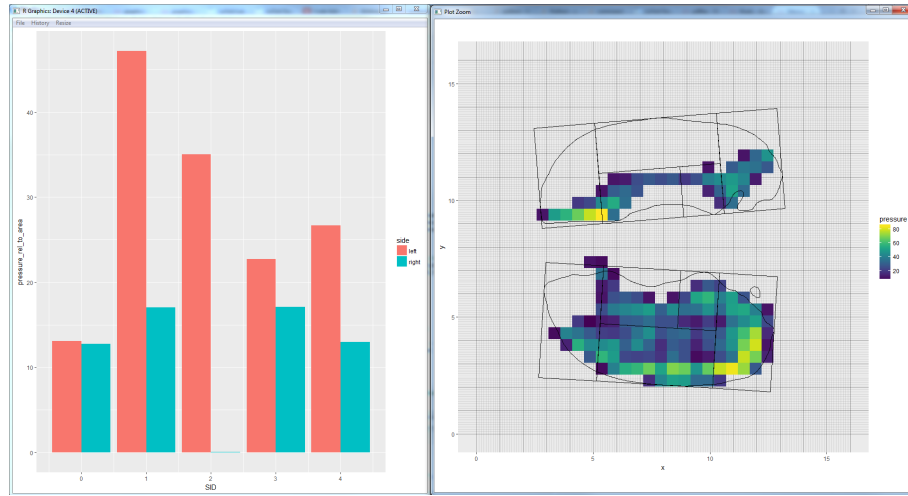 R Graphics: Device 4 (ACTIVE)
File History Resize
pressure_rel_to_area
40
30
20
10
0
0 1 2 3 4
SID
side
left
right
Plot Zoom
y
15
10
5
0
0 5 10 15
x
pressure
80
60
40
20